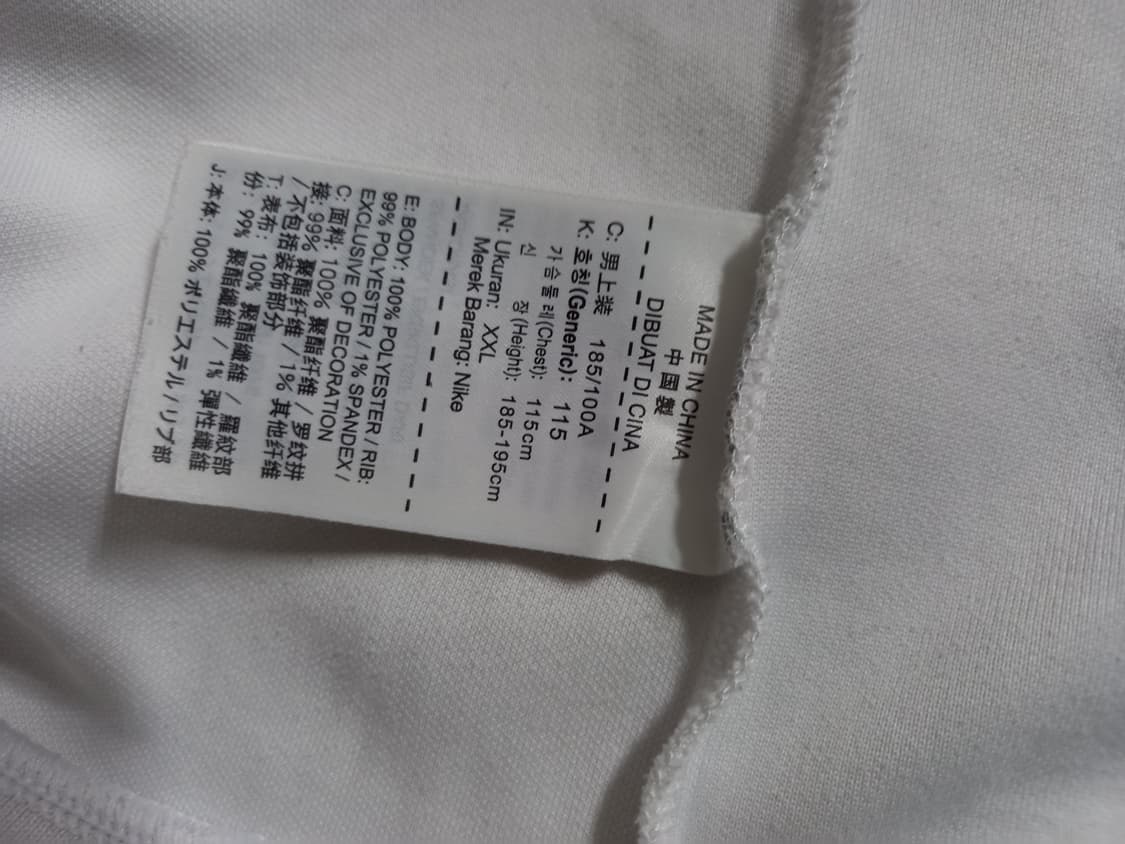 MADE IN CHINA
中國製
DIBUAT DI CINA
C: 男上装 185/100A
K: 호칭(Generic): 115
가슴둘레(Chest): 115cm
신 장(Height): 185-195cm
IN: Ukuran: XXL
Merek Barang: Nike
E: BODY: 100% POLYESTER / RIB:
99% POLYESTER / 1% SPANDEX /
EXCLUSIVE OF DECORATION
C: 面料: 100% 聚酯纤维 / 罗纹拼
接: 99% 聚酯纤维 / 1% 其他纤维
/ 不包括装饰部分
T: 表布: 100% 聚酯纖維 / 羅紋部
份: 99% 聚酯纖維 / 1% 彈性纖維
J: 本体: 100% ポリエステル / リブ部